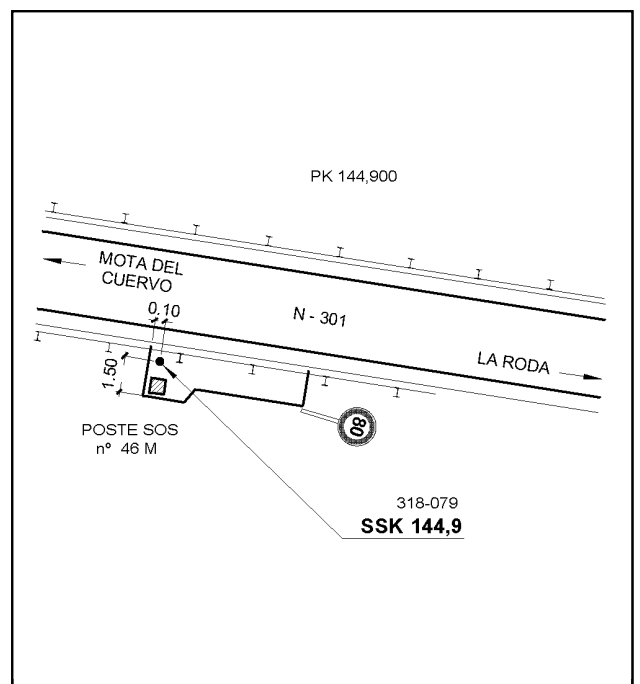 PK 144,900
MOTA DEL
CUERVO
0.10
N - 301
LA RODA
1.50
80
POSTE SOS
nº 46 M
318-079
SSK 144,9